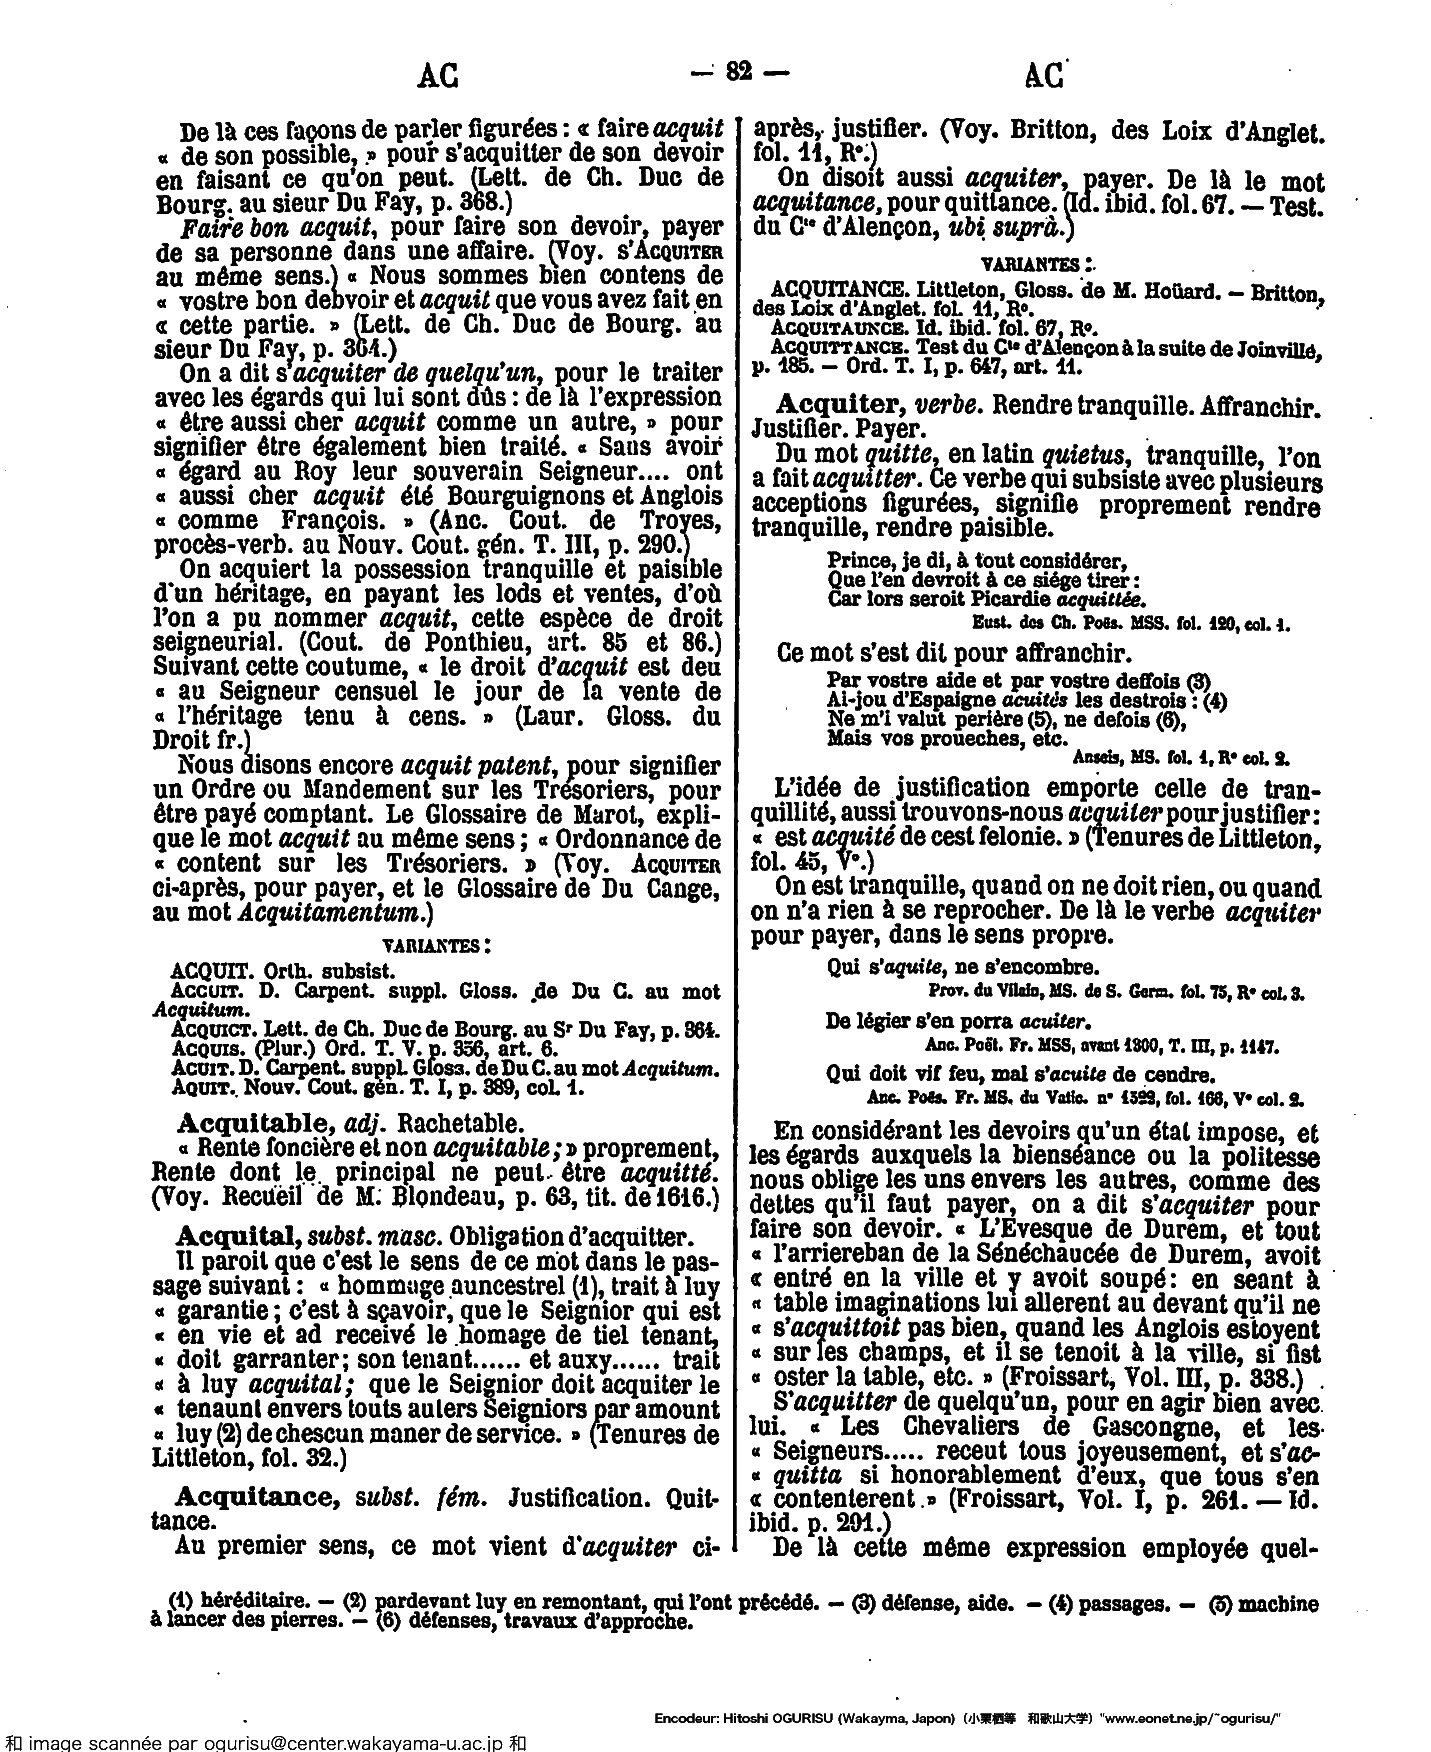 AC — 82 — AC
De là ces façons de parler figurées : « faire acquit
« de son possible, » pour s'acquitter de son devoir
en faisant ce qu'on peut. (Lett. de Ch. Duc de
Bourg. au sieur Du Fay, p. 368.)
Faire bon acquit, pour faire son devoir, payer
de sa personne dans une affaire. (Voy. s'ACQUITER
au même sens.) « Nous sommes bien contens de
« vostre bon debvoir et acquit que vous avez fait en
« cette partie. » (Lett. de Ch. Duc de Bourg. au
sieur Du Fay, p. 364.)
On a dit s'acquiter de quelqu'un, pour le traiter
avec les égards qui lui sont dûs : de là l'expression
« être aussi cher acquit comme un autre, » pour
signifier être également bien traité. « Sans avoir
« égard au Roy leur souverain Seigneur.... ont
« aussi cher acquit été Bourguignons et Anglois
« comme François. » (Anc. Cout. de Troyes,
procès-verb. au Nouv. Cout. gén. T. III, p. 290.)
On acquiert la possession tranquille et paisible
d'un héritage, en payant les lods et ventes, d'où
l'on a pu nommer acquit, cette espèce de droit
seigneurial. (Cout. de Ponthieu, art. 85 et 86.)
Suivant cette coutume, « le droit d'acquit est deu
« au Seigneur censuel le jour de la vente de
« l'héritage tenu à cens. » (Laur. Gloss. du
Droit fr.)
Nous disons encore acquit patent, pour signifier
un Ordre ou Mandement sur les Trésoriers, pour
être payé comptant. Le Glossaire de Marot, expli-
que le mot acquit au même sens ; « Ordonnance de
« content sur les Trésoriers. » (Voy. ACQUITER
ci-après, pour payer, et le Glossaire de Du Cange,
au mot Acquitamentum.)
VARIANTES :
ACQUIT. Orth. subsist.
ACCUIT. D. Carpent. suppl. Gloss. de Du C. au mot
Acquitum.
ACQUICT. Lett. de Ch. Duc de Bourg. au Sr Du Fay, p. 364.
ACQUIS. (Plur.) Ord. T. V. p. 356, art. 6.
ACUIT. D. Carpent. suppl. Gloss. de Du C. au mot Acquitum.
AQUIT. Nouv. Cout. gén. T. I, p. 389, col. 1.
Acquitable, adj. Rachetable.
« Rente foncière et non acquitable ; » proprement,
Rente dont le principal ne peut être acquitté.
(Voy. Recueil de M. Blondeau, p. 63, tit. de 1616.)
Acquital, subst. masc. Obligation d'acquitter.
Il paroit que c'est le sens de ce mot dans le pas-
sage suivant : « hommage auncestrel (1), trait à luy
« garantie ; c'est à sçavoir, que le Seignior qui est
« en vie et ad receivé le homage de tiel tenant,
« doit garranter ; son tenant...... et auxy...... trait
« à luy acquital ; que le Seignior doit acquiter le
« tenaunt envers touts auters Seigniors par amount
« luy (2) de chescun maner de service. » (Tenures de
Littleton, fol. 32.)
Acquitance, subst. fém. Justification. Quit-
tance.
Au premier sens, ce mot vient d'acquiter ci-
après, justifier. (Voy. Britton, des Loix d'Anglet.
fol. 11, R°.)
On disoit aussi acquiter, payer. De là le mot
acquitance, pour quittance. (Id. ibid. fol. 67. — Test.
du Cte d'Alençon, ubi suprà.)
VARIANTES :
ACQUITANCE. Littleton, Gloss. de M. Hoüard. — Britton,
des Loix d'Anglet. fol. 11, R°.
ACQUITAUNCE. Id. ibid. fol. 67, R°.
ACQUITTANCE. Test du Cte d'Alençon à la suite de Joinville,
p. 185. — Ord. T. I, p. 647, art. 11.
Acquiter, verbe. Rendre tranquille. Affranchir.
Justifier. Payer.
Du mot quitte, en latin quietus, tranquille, l'on
a fait acquitter. Ce verbe qui subsiste avec plusieurs
acceptions figurées, signifie proprement rendre
tranquille, rendre paisible.
Prince, je di, à tout considérer,
Que l'en devroit à ce siége tirer :
Car lors seroit Picardie acquittée.
Eust. des Ch. Poës. MSS. fol. 120, col. 1.
Ce mot s'est dit pour affranchir.
Par vostre aide et par vostre deffois (3)
Ai-jou d'Espaigne acuités les destrois : (4)
Ne m'i valut perière (5), ne defois (6),
Mais vos proueches, etc.
Anseis, MS. fol. 1, R° col. 2.
L'idée de justification emporte celle de tran-
quillité, aussi trouvons-nous acquiter pour justifier :
« est acquité de cest felonie. » (Tenures de Littleton,
fol. 45, V°.)
On est tranquille, quand on ne doit rien, ou quand
on n'a rien à se reprocher. De là le verbe acquiter
pour payer, dans le sens propre.
Qui s'aquite, ne s'encombre.
Prov. du Vilain, MS. de S. Germ. fol. 75, R° col. 3.
De légier s'en porra acuiter.
Anc. Poët. Fr. MSS, avant 1300, T. III, p. 1147.
Qui doit vif feu, mal s'acuite de cendre.
Anc. Poës. Fr. MS. du Vatic. n° 1522, fol. 166, V° col. 2.
En considérant les devoirs qu'un état impose, et
les égards auxquels la bienséance ou la politesse
nous oblige les uns envers les autres, comme des
dettes qu'il faut payer, on a dit s'acquiter pour
faire son devoir. « L'Evesque de Durem, et tout
« l'arriereban de la Sénéchaucée de Durem, avoit
« entré en la ville et y avoit soupé : en seant à
« table imaginations lui allerent au devant qu'il ne
« s'acquittoit pas bien, quand les Anglois estoyent
« sur les champs, et il se tenoit à la ville, si fist
« oster la table, etc. » (Froissart, Vol. III, p. 338.)
S'acquitter de quelqu'un, pour en agir bien avec
lui. « Les Chevaliers de Gascongne, et les
« Seigneurs..... receut tous joyeusement, et s'ac-
« quitta si honorablement d'eux, que tous s'en
« contenterent. » (Froissart, Vol. I, p. 261. — Id.
ibid. p. 291.)
De là cette même expression employée quel-
(1) héréditaire. — (2) pardevant luy en remontant, qui l'ont précédé. — (3) défense, aide. — (4) passages. — (5) machine
à lancer des pierres. — (6) défenses, travaux d'approche.
Encodeur: Hitoshi OGURISU (Wakayma, Japon) (小栗栖等 和歌山大学) "www.eonet.ne.jp/~ogurisu/"
和 image scannée par ogurisu@center.wakayama-u.ac.jp 和